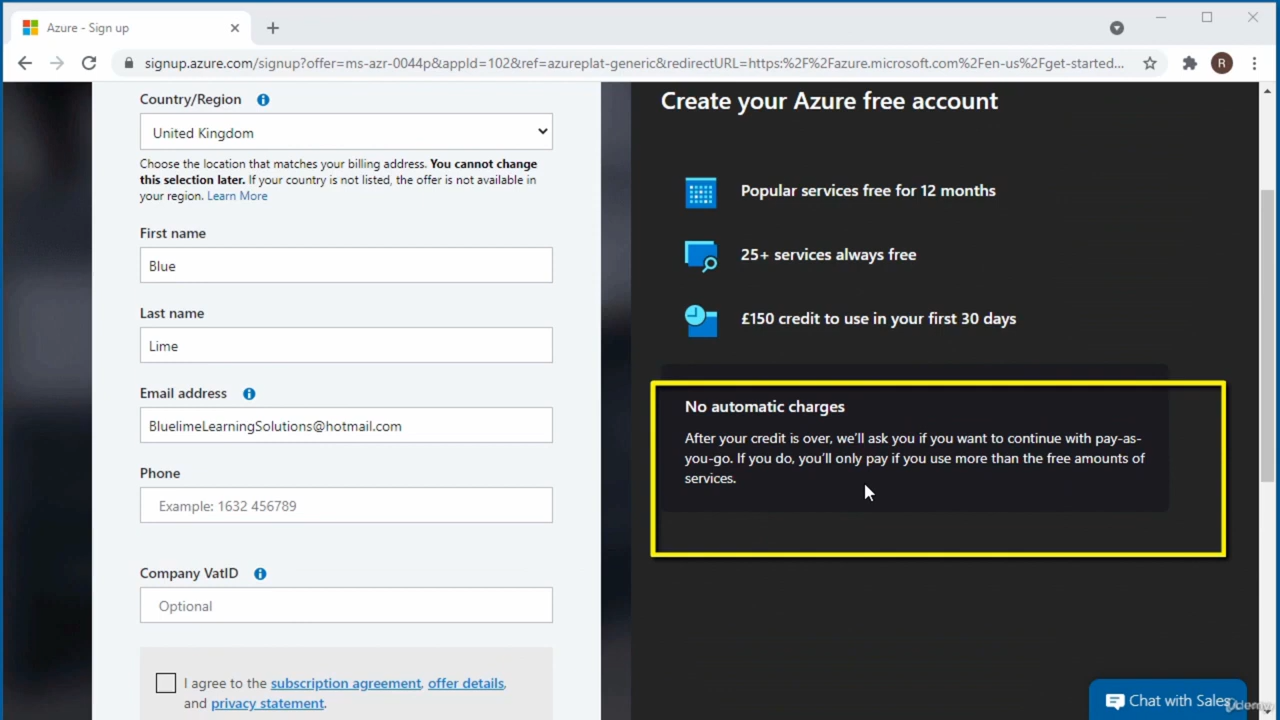 Azure - Sign up
signup.azure.com/signup?offer=ms-azr-0044p&appId=102&ref=azureplat-generic&redirectURL=https:%2F%2Fazure.microsoft.com%2Fen-us%2Fget-started...
R
Country/Region
United Kingdom
Choose the location that matches your billing address. You cannot change
this selection later. If your country is not listed, the offer is not available in
your region. Learn More
First name
Blue
Last name
Lime
Email address
BluelimeLearningSolutions@hotmail.com
Phone
Example: 1632 456789
Company VatID
Optional
I agree to the subscription agreement, offer details,
and privacy statement.
Create your Azure free account
Popular services free for 12 months
25+ services always free
£150 credit to use in your first 30 days
No automatic charges
After your credit is over, we'll ask you if you want to continue with pay-as-
you-go. If you do, you'll only pay if you use more than the free amounts of
services.
Chat with Sales
Udemy